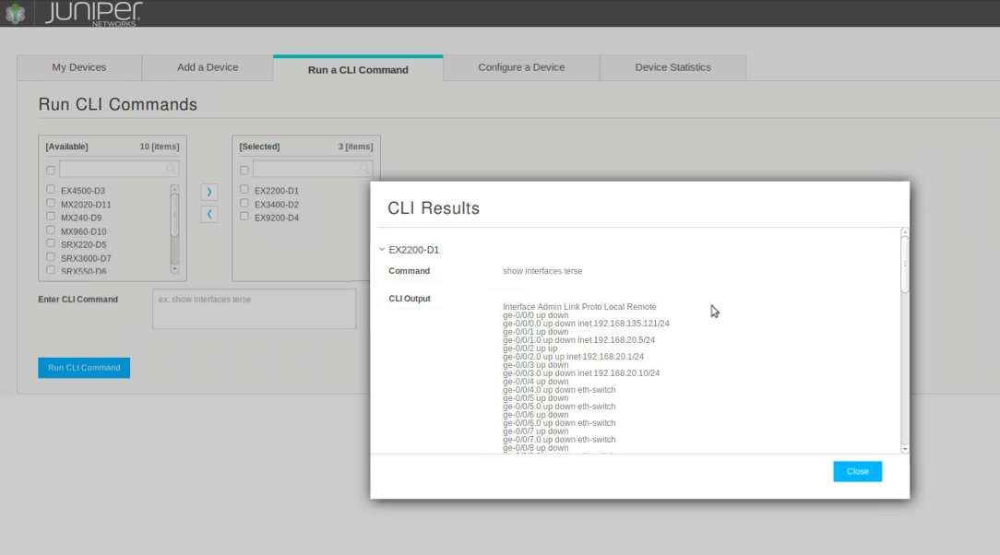 JUNIPER
NETWORKS
My Devices
Add a Device
Run a CLI Command
Configure a Device
Device Statistics
Run CLI Commands
[Available] 10 [items]
EX4500-D3
MX2020-D11
MX240-D9
MX960-D10
SRX220-D5
SRX3600-D7
SRX550-D6
[Selected] 3 [items]
EX2200-D1
EX3400-D2
EX9200-D4
Enter CLI Command
ex: show interfaces terse
Run CLI Command
CLI Results
EX2200-D1
Command show interfaces terse
CLI Output
Interface Admin Link Proto Local Remote
ge-0/0/0 up down
ge-0/0/0.0 up down inet 192.168.135.121/24
ge-0/0/1 up down
ge-0/0/1.0 up down inet 192.168.20.5/24
ge-0/0/2 up up
ge-0/0/2.0 up up inet 192.168.20.1/24
ge-0/0/3 up down
ge-0/0/3.0 up down inet 192.168.20.10/24
ge-0/0/4 up down
ge-0/0/4.0 up down eth-switch
ge-0/0/5 up down
ge-0/0/5.0 up down eth-switch
ge-0/0/6 up down
ge-0/0/6.0 up down eth-switch
ge-0/0/7 up down
ge-0/0/7.0 up down eth-switch
ge-0/0/8 up down
Close